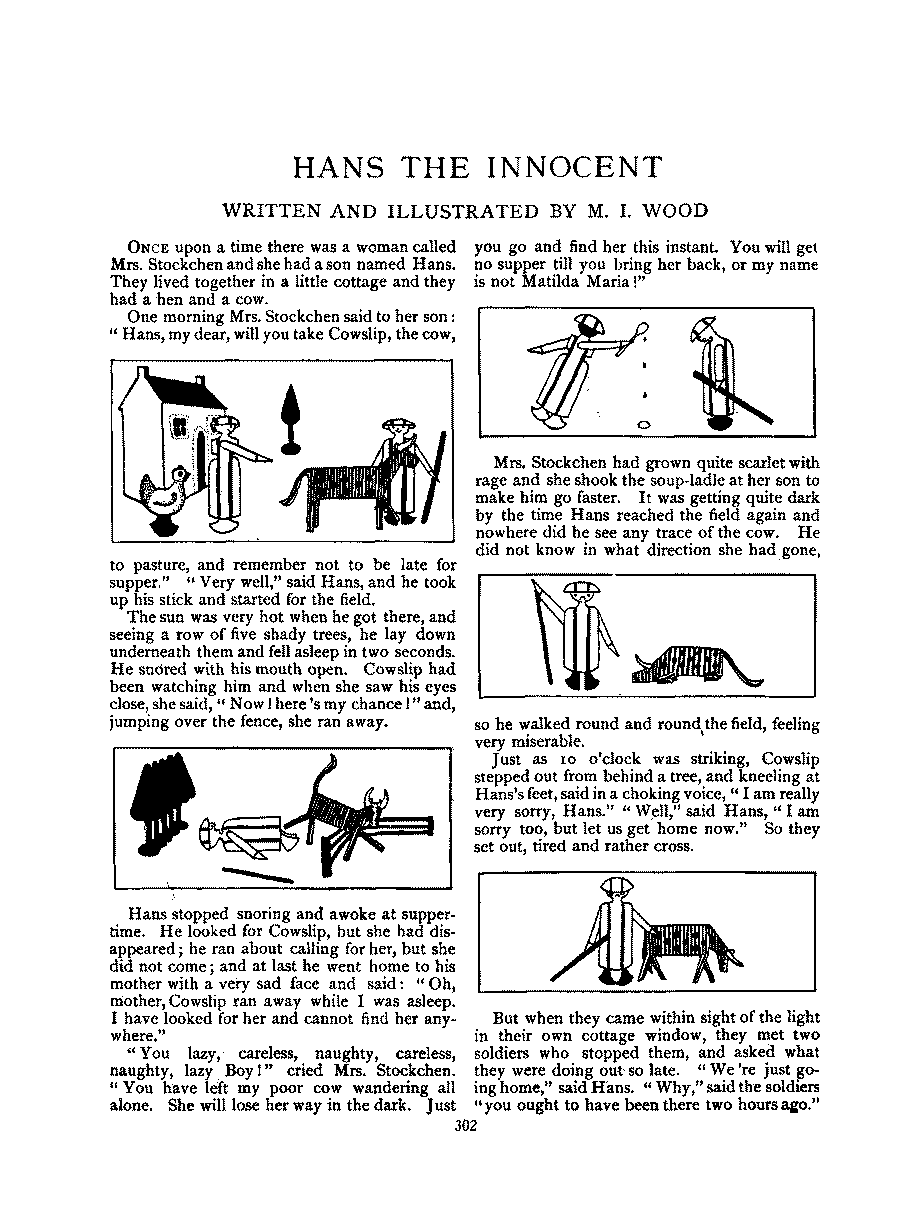 HANS THE INNOCENT
WRITTEN AND ILLUSTRATED BY M. I. WOOD
ONCE upon a time there was a woman called
Mrs. Stockchen and she had a son named Hans.
They lived together in a little cottage and they
had a hen and a cow.
One morning Mrs. Stockchen said to her son:
“ Hans, my dear, will you take Cowslip, the cow,
to pasture, and remember not to be late for
supper.” “ Very well,” said Hans, and he took
up his stick and started for the field.
The sun was very hot when he got there, and
seeing a row of five shady trees, he lay down
underneath them and fell asleep in two seconds.
He snored with his mouth open. Cowslip had
been watching him and when she saw his eyes
close, she said, “ Now! here's my chance!” and,
jumping over the fence, she ran away.
Hans stopped snoring and awoke at supper-
time. He looked for Cowslip, but she had dis-
appeared; he ran about calling for her, but she
did not come; and at last he went home to his
mother with a very sad face and said: “ Oh,
mother, Cowslip ran away while I was asleep.
I have looked for her and cannot find her any-
where.”
“ You lazy, careless, naughty, careless,
naughty, lazy Boy!” cried Mrs. Stockchen.
“ You have left my poor cow wandering all
alone. She will lose her way in the dark. Just
you go and find her this instant. You will get
no supper till you bring her back, or my name
is not Matilda Maria!”
Mrs. Stockchen had grown quite scarlet with
rage and she shook the soup-ladle at her son to
make him go faster. It was getting quite dark
by the time Hans reached the field again and
nowhere did he see any trace of the cow. He
did not know in what direction she had gone,
so he walked round and round the field, feeling
very miserable.
Just as 10 o'clock was striking, Cowslip
stepped out from behind a tree, and kneeling at
Hans's feet, said in a choking voice, “ I am really
very sorry, Hans.” “ Well,” said Hans, “ I am
sorry too, but let us get home now.” So they
set out, tired and rather cross.
But when they came within sight of the light
in their own cottage window, they met two
soldiers who stopped them, and asked what
they were doing out so late. “ We 're just go-
ing home,” said Hans. “ Why,” said the soldiers
“you ought to have been there two hours ago.”
302